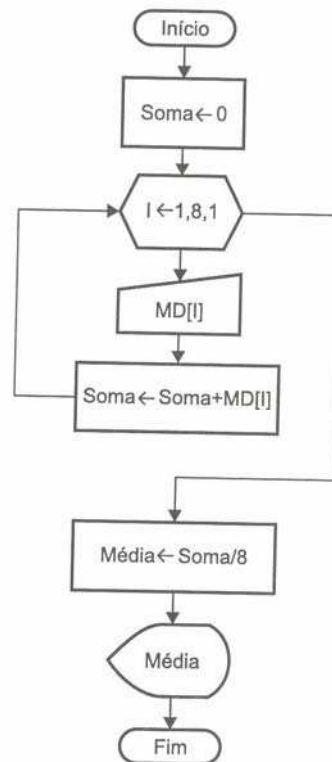 Início
Soma ← 0
I ← 1,8,1
MD[I]
Soma ← Soma+MD[I]
Média ← Soma/8
Média
Fim